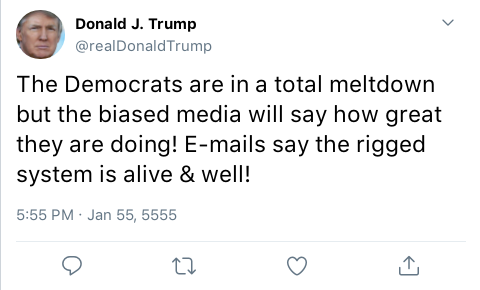 Donald J. Trump
@realDonaldTrump
The Democrats are in a total meltdown
but the biased media will say how great
they are doing! E-mails say the rigged
system is alive & well!
5:55 PM · Jan 55, 5555